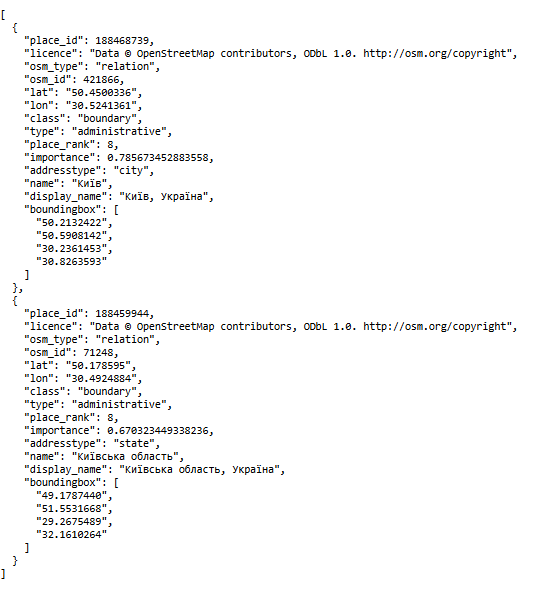 [
  {
    "place_id": 188468739,
    "licence": "Data © OpenStreetMap contributors, ODbL 1.0. http://osm.org/copyright",
    "osm_type": "relation",
    "osm_id": 421866,
    "lat": "50.4500336",
    "lon": "30.5241361",
    "class": "boundary",
    "type": "administrative",
    "place_rank": 8,
    "importance": 0.785673452883558,
    "addresstype": "city",
    "name": "Київ",
    "display_name": "Київ, Україна",
    "boundingbox": [
      "50.2132422",
      "50.5908142",
      "30.2361453",
      "30.8263593"
    ]
  },
  {
    "place_id": 188459944,
    "licence": "Data © OpenStreetMap contributors, ODbL 1.0. http://osm.org/copyright",
    "osm_type": "relation",
    "osm_id": 71248,
    "lat": "50.178595",
    "lon": "30.4924884",
    "class": "boundary",
    "type": "administrative",
    "place_rank": 8,
    "importance": 0.670323449338236,
    "addresstype": "state",
    "name": "Київська область",
    "display_name": "Київська область, Україна",
    "boundingbox": [
      "49.1787440",
      "51.5531668",
      "29.2675489",
      "32.1610264"
    ]
  }
]